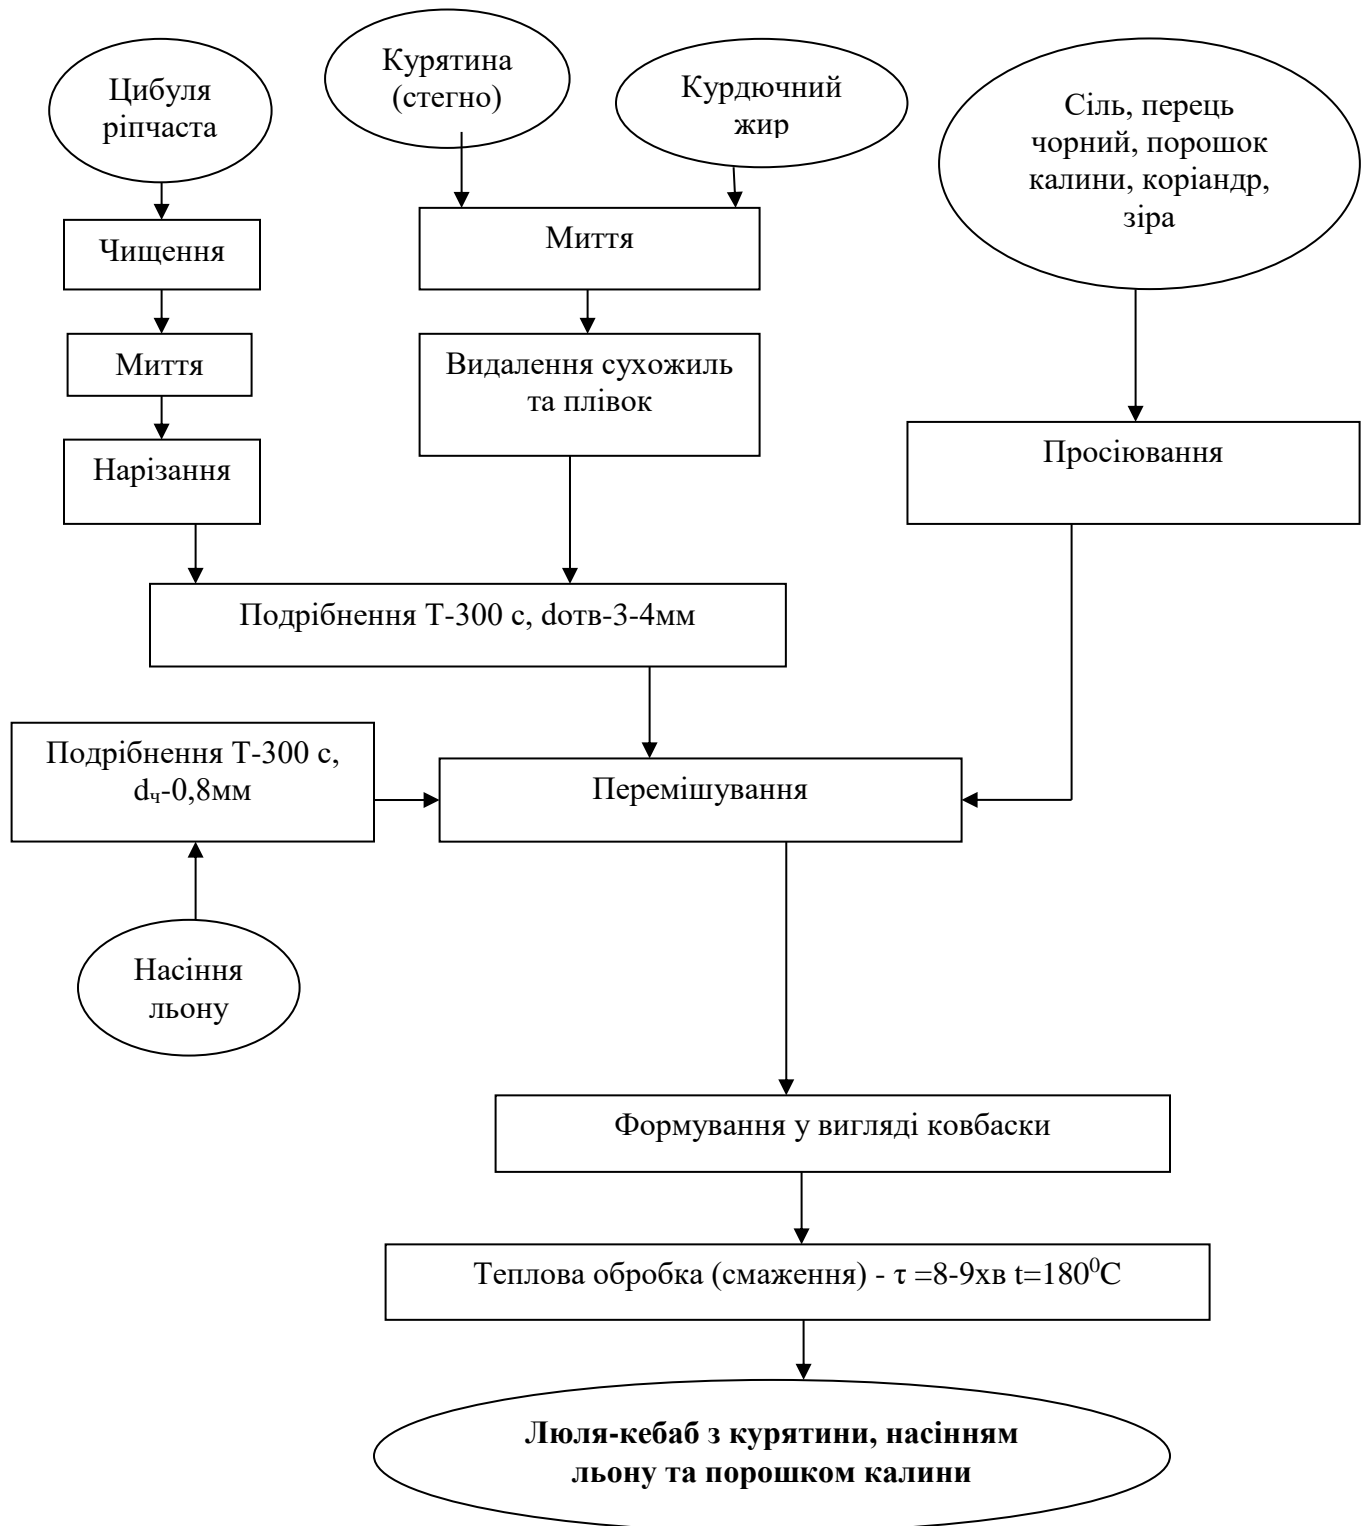 Цибуля
ріпчаста
Курятина
(стегно)
Курдючний
жир
Сіль, перець
чорний, порошок
калини, коріандр,
зіра
Чищення
Миття
Миття
Видалення сухожиль
та плівок
Нарізання
Просіювання
Подрібнення Т-300 с, dотв-3-4мм
Подрібнення Т-300 с,
dч-0,8мм
Перемішування
Насіння
льону
Формування у вигляді ковбаски
Теплова обробка (смаження) - τ =8-9хв t=180⁰С
Люля-кебаб з курятини, насінням
льону та порошком калини